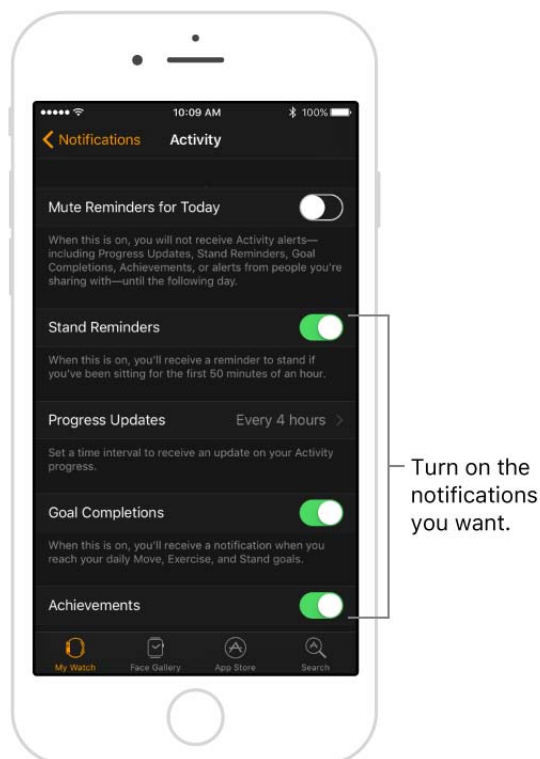 10:09 AM 100%
Notifications Activity
Mute Reminders for Today
When this is on, you will not receive Activity alerts—
including Progress Updates, Stand Reminders, Goal
Completions, Achievements, or alerts from people you're
sharing with—until the following day.
Stand Reminders
When this is on, you'll receive a reminder to stand if
you've been sitting for the first 50 minutes of an hour.
Progress Updates Every 4 hours
Set a time interval to receive an update on your Activity
progress.
Goal Completions
When this is on, you'll receive a notification when you
reach your daily Move, Exercise, and Stand goals.
Achievements
My Watch Face Gallery App Store Search
Turn on the
notifications
you want.